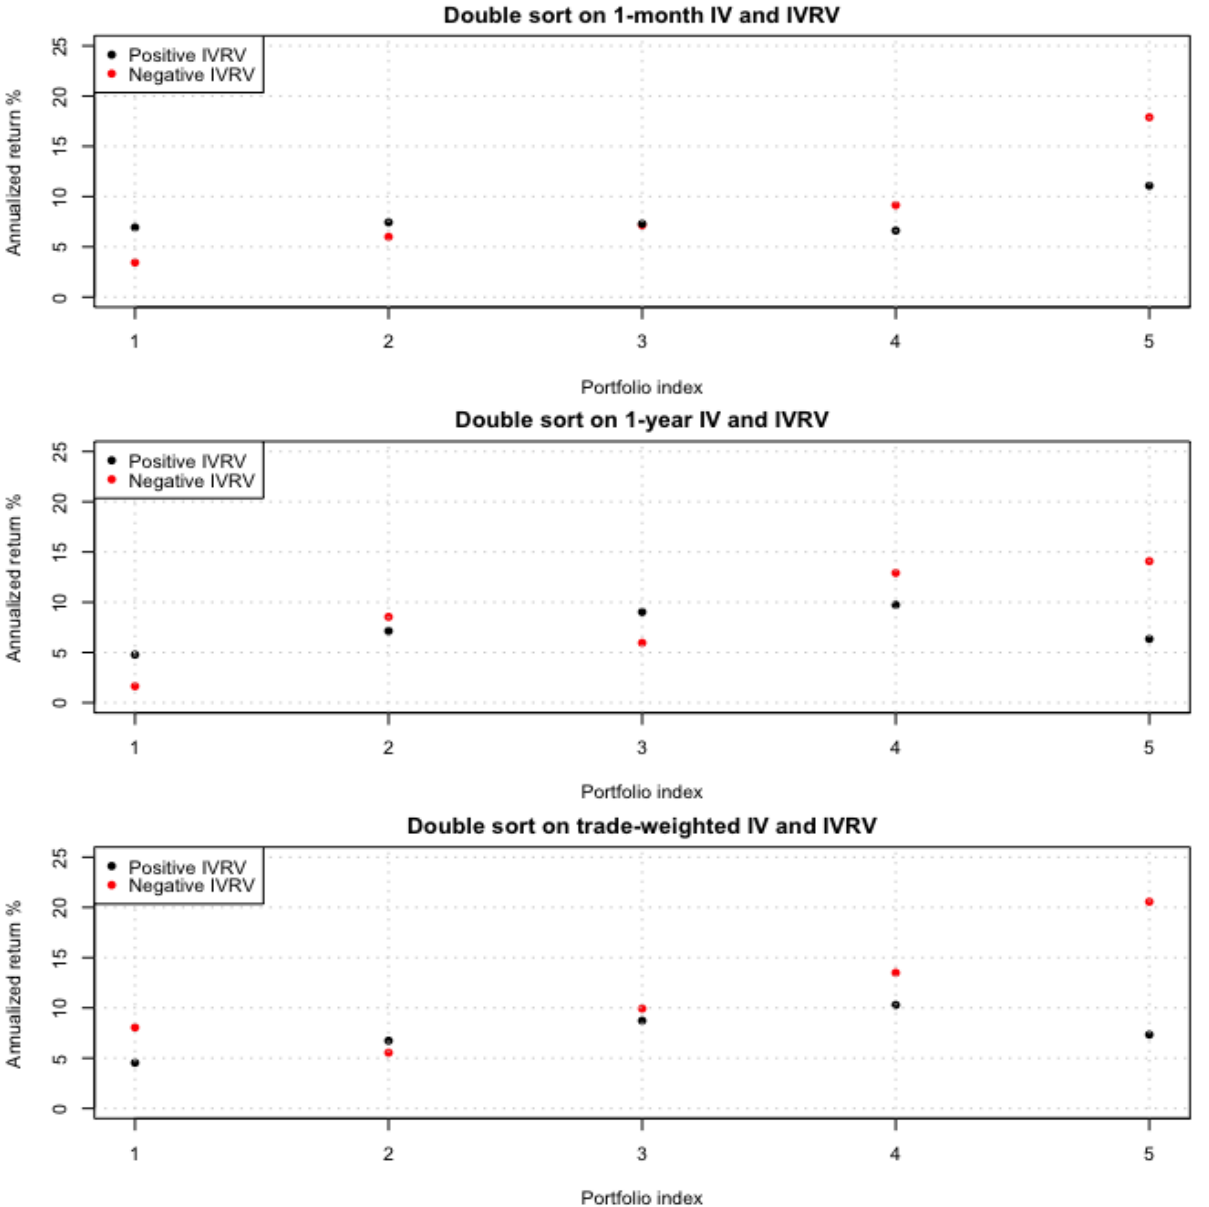 Double sort on 1-month IV and IVRV
Positive IVRV
Negative IVRV
Annualized return %
25
20
15
10
5
0
1 2 3 4 5
Portfolio index
Double sort on 1-year IV and IVRV
Positive IVRV
Negative IVRV
Annualized return %
25
20
15
10
5
0
1 2 3 4 5
Portfolio index
Double sort on trade-weighted IV and IVRV
Positive IVRV
Negative IVRV
Annualized return %
25
20
15
10
5
0
1 2 3 4 5
Portfolio index